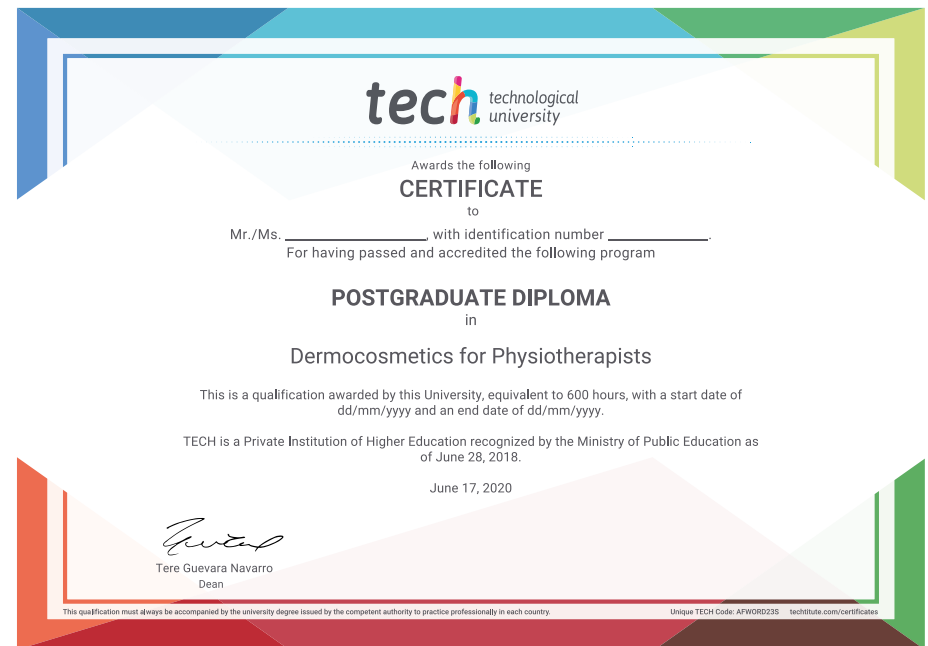 tech technological
university
Awards the following
CERTIFICATE
to
Mr./Ms. ____________________, with identification number ______________.
For having passed and accredited the following program
POSTGRADUATE DIPLOMA
in
Dermocosmetics for Physiotherapists
This is a qualification awarded by this University, equivalent to 600 hours, with a start date of
dd/mm/yyyy and an end date of dd/mm/yyyy.
TECH is a Private Institution of Higher Education recognized by the Ministry of Public Education as
of June 28, 2018.
June 17, 2020
Tere Guevara Navarro
Dean
This qualification must always be accompanied by the university degree issued by the competent authority to practice professionally in each country.
Unique TECH Code: AFWORD23S techtitute.com/certificates